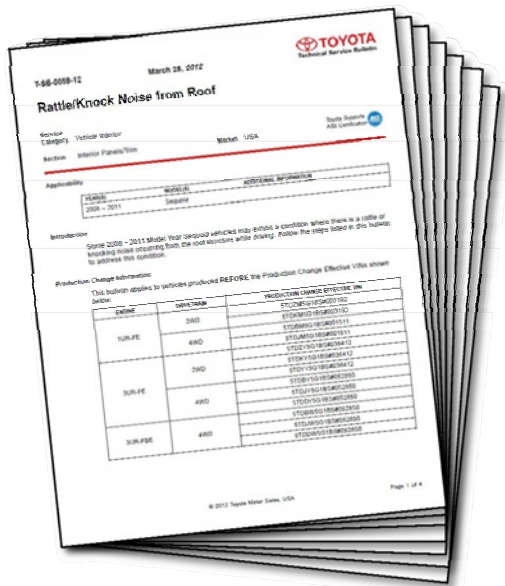 TOYOTA
Technical Service Bulletin
T-SB-0059-12 March 28, 2012
Rattle/Knock Noise from Roof
Service
Category Vehicle Interior
Section Interior Panels/Trim Market USA
Toyota Supports
ASE Certification
Applicability
YEAR(S) MODEL(S) ADDITIONAL INFORMATION
2008 – 2011 Sequoia
Introduction
Some 2008 – 2011 Model Year Sequoia vehicles may exhibit a condition where there is a rattle or
knocking noise occurring from the roof structure while driving. Follow the steps listed in this bulletin
to address this condition.
Production Change Information
This bulletin applies to vehicles produced BEFORE the Production Change Effective VINs shown
below.
ENGINE DRIVETRAIN PRODUCTION CHANGE EFFECTIVE VIN
1UR-FE 2WD
4WD
3UR-FE 2WD
4WD
3UR-FBE 4WD
© 2012 Toyota Motor Sales, USA
Page 1 of 4